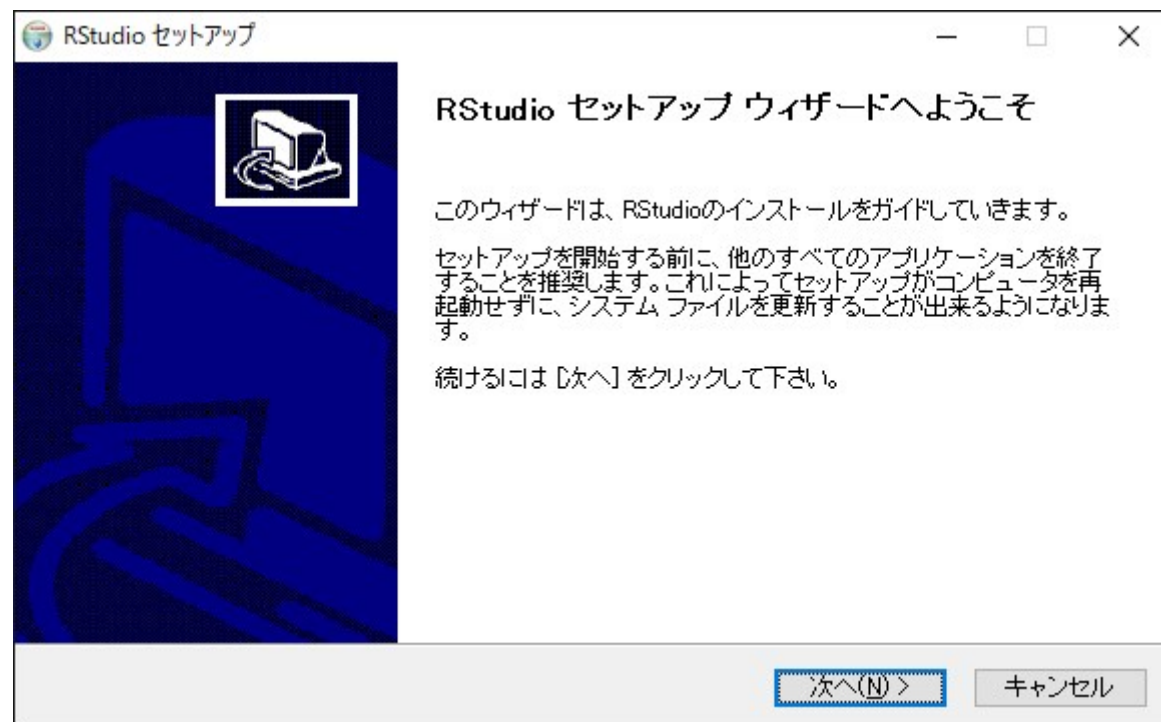 RStudio セットアップ
RStudio セットアップ ウィザードへようこそ
このウィザードは、RStudioのインストールをガイドしていきます。
セットアップを開始する前に、他のすべてのアプリケーションを終了
することを推奨します。これによってセットアップがコンピュータを再
起動せずに、システム ファイルを更新することが出来るようになりま
す。
続けるには [次へ] をクリックして下さい。
次へ(N) >
キャンセル